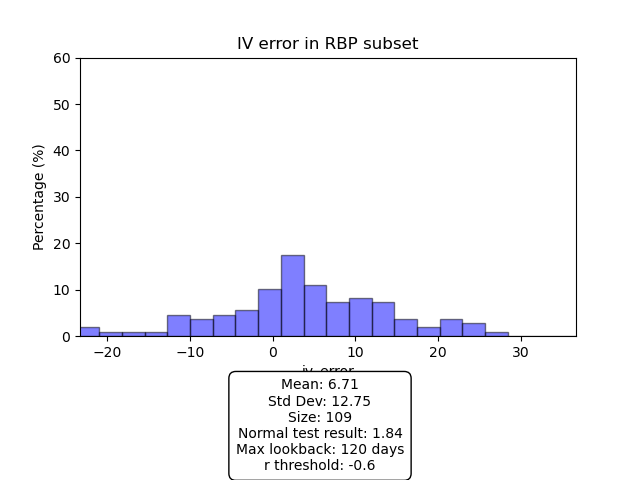 IV error in RBP subset
Percentage (%)
60
50
40
30
20
10
0
−20 −10 0 10 20 30
iv_error
Mean: 6.71
Std Dev: 12.75
Size: 109
Normal test result: 1.84
Max lookback: 120 days
r threshold: -0.6